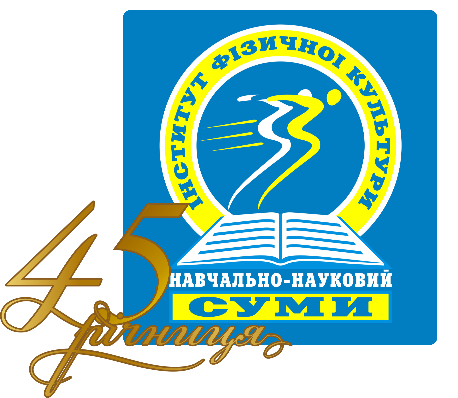 ІНСТИТУТ ФІЗИЧНОЇ КУЛЬТУРИ
НАВЧАЛЬНО-НАУКОВИЙ
СУМИ
45
річниця